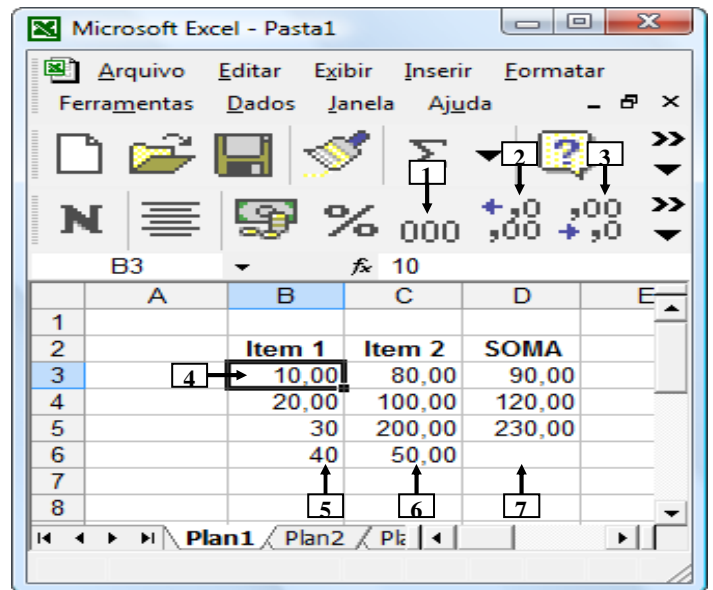 Microsoft Excel - Pasta1
Arquivo Editar Exibir Inserir Formatar
Ferramentas Dados Janela Ajuda
1 2 3
N % 000 ,0 ,00 ,00 ,0
B3 fx 10
A B C D E
1
2 Item 1 Item 2 SOMA
3 4 10,00 80,00 90,00
4 20,00 100,00 120,00
5 30 200,00 230,00
6 40 50,00
7
8 5 6 7
Plan1 Plan2 Pla